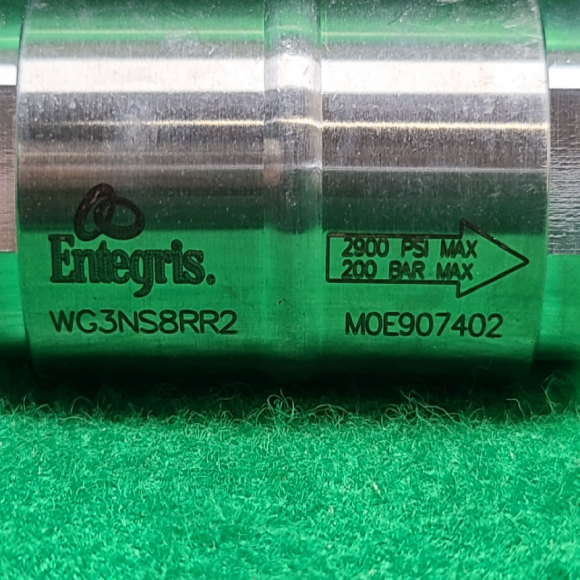 Entegris.
WG3NS8RR2
2900 PSI MAX
200 BAR MAX
M0E907402